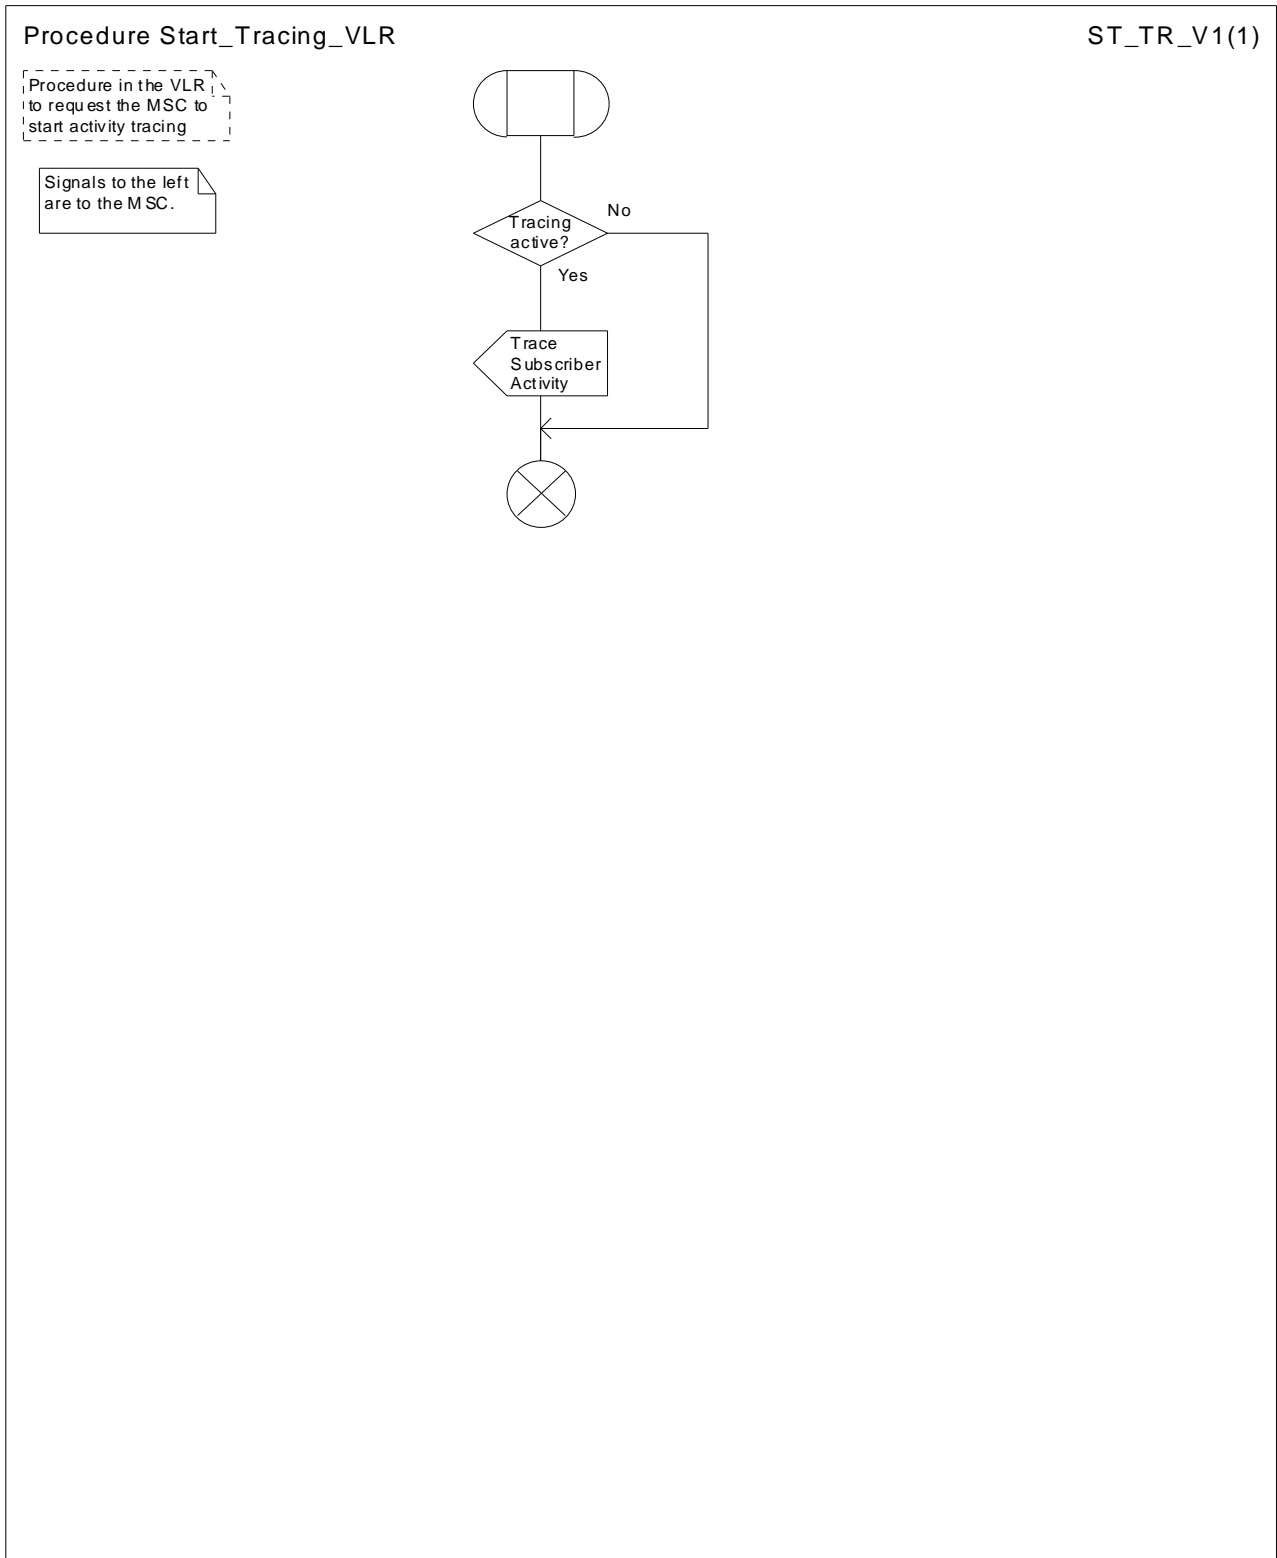 Procedure Start_Tracing_VLR
ST_TR_V1(1)
Procedure in the VLR
to request the MSC to
start activity tracing
Signals to the left
are to the MSC.
Tracing
active?
No
Yes
Trace
Subscriber
Activity